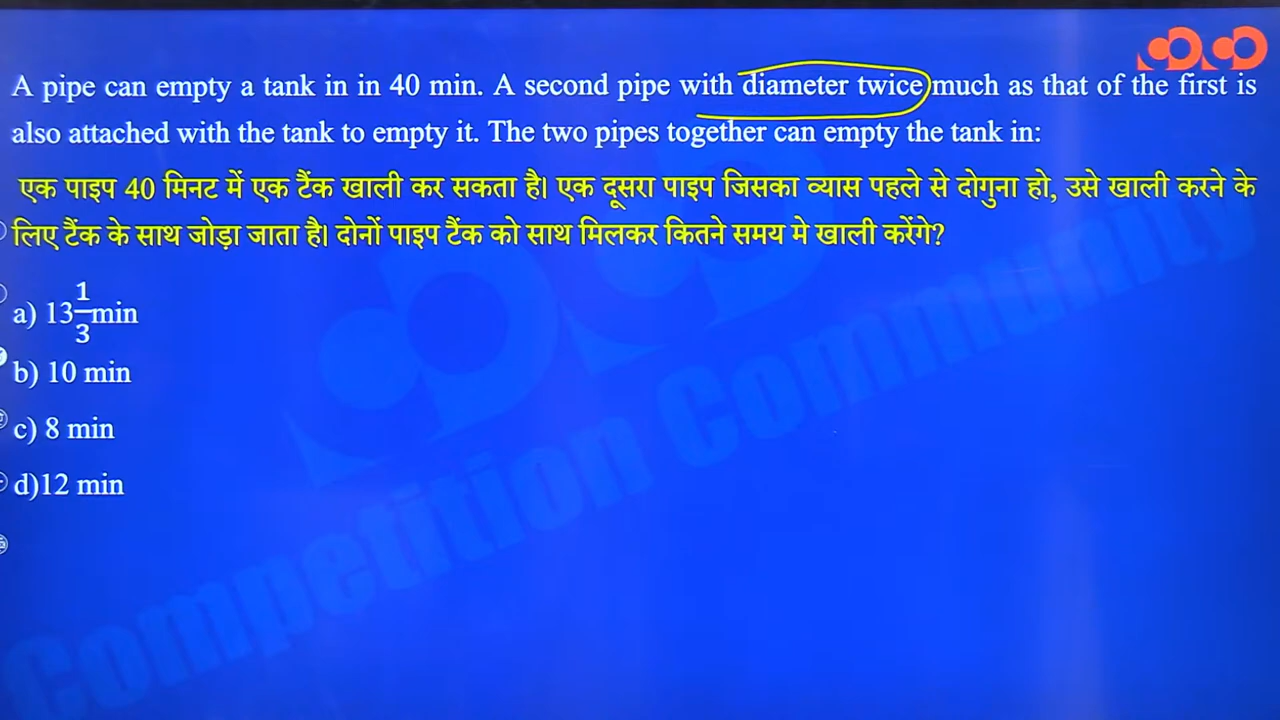 A pipe can empty a tank in in 40 min. A second pipe with diameter twice much as that of the first is
also attached with the tank to empty it. The two pipes together can empty the tank in:
एक पाइप 40 मिनट में एक टैंक खाली कर सकता है। एक दूसरा पाइप जिसका व्यास पहले से दोगुना हो, उसे खाली करने के
लिए टैंक के साथ जोड़ा जाता है। दोनों पाइप टैंक को साथ मिलकर कितने समय मे खाली करेंगे?
a) 13 1/3 min
b) 10 min
c) 8 min
d)12 min
Competition Community